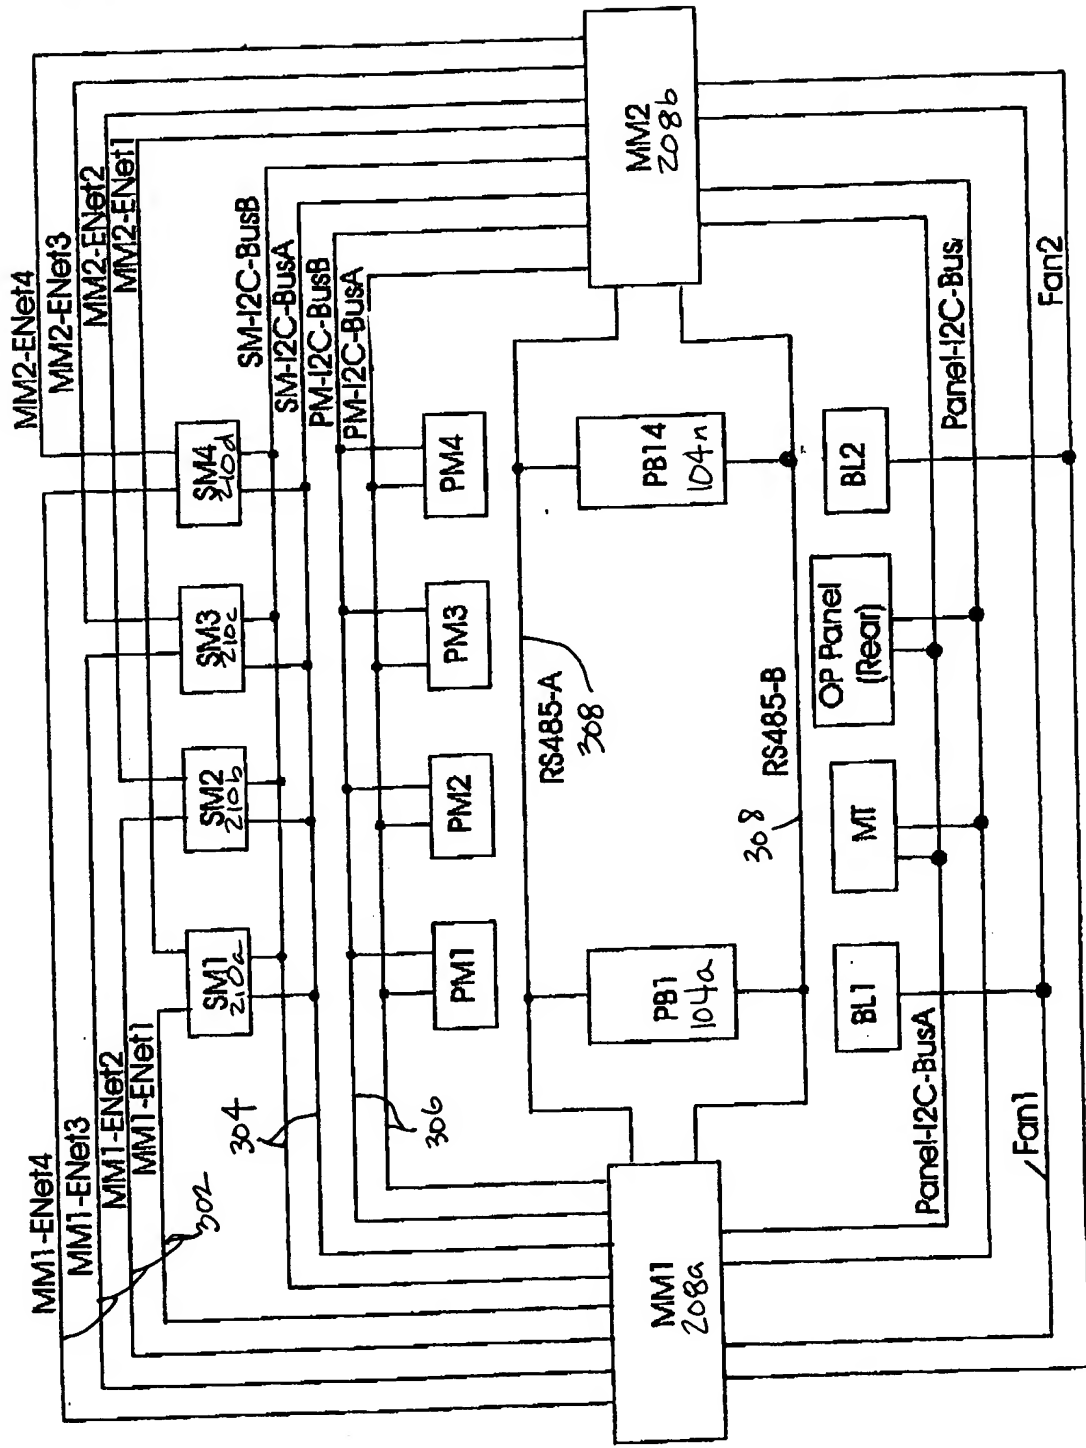 MM1-ENet4
MM1-ENet3
MM1-ENet2
MM1-ENet1
302
MM2-ENet4
MM2-ENet3
MM2-ENet2
MM2-ENet1
SM-I2C-BusB
SM-I2C-BusA
PM-I2C-BusB
PM-I2C-BusA
304
306
SM1
210a
SM2
210b
SM3
210c
SM4
210d
PM1
PM2
PM3
PM4
MM1
208a
MM2
208b
RS485-A
308
PB1
104a
PB14
104n
RS485-B
308
BL1
MT
OP Panel
(Rear)
BL2
Panel-I2C-BusA
Panel-I2C-Bus
Fan1
Fan2